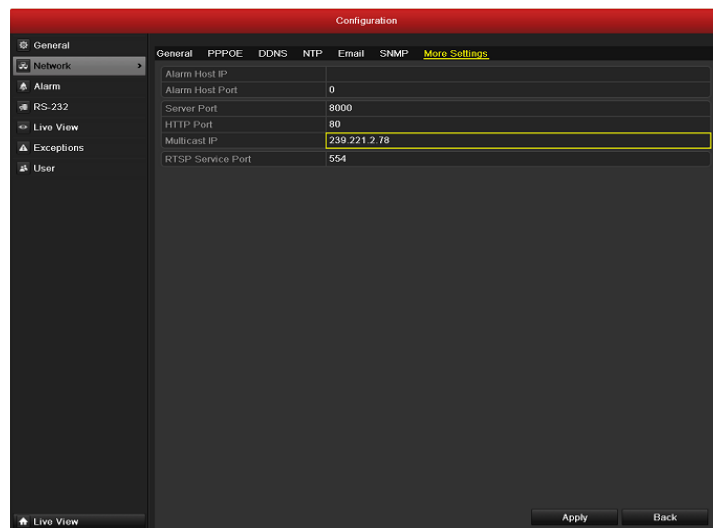 Configuration
General
Network
Alarm
RS-232
Live View
Exceptions
User
General PPPOE DDNS NTP Email SNMP More Settings
Alarm Host IP
Alarm Host Port 0
Server Port 8000
HTTP Port 80
Multicast IP 239.221.2.78
RTSP Service Port 554
Live View
Apply Back